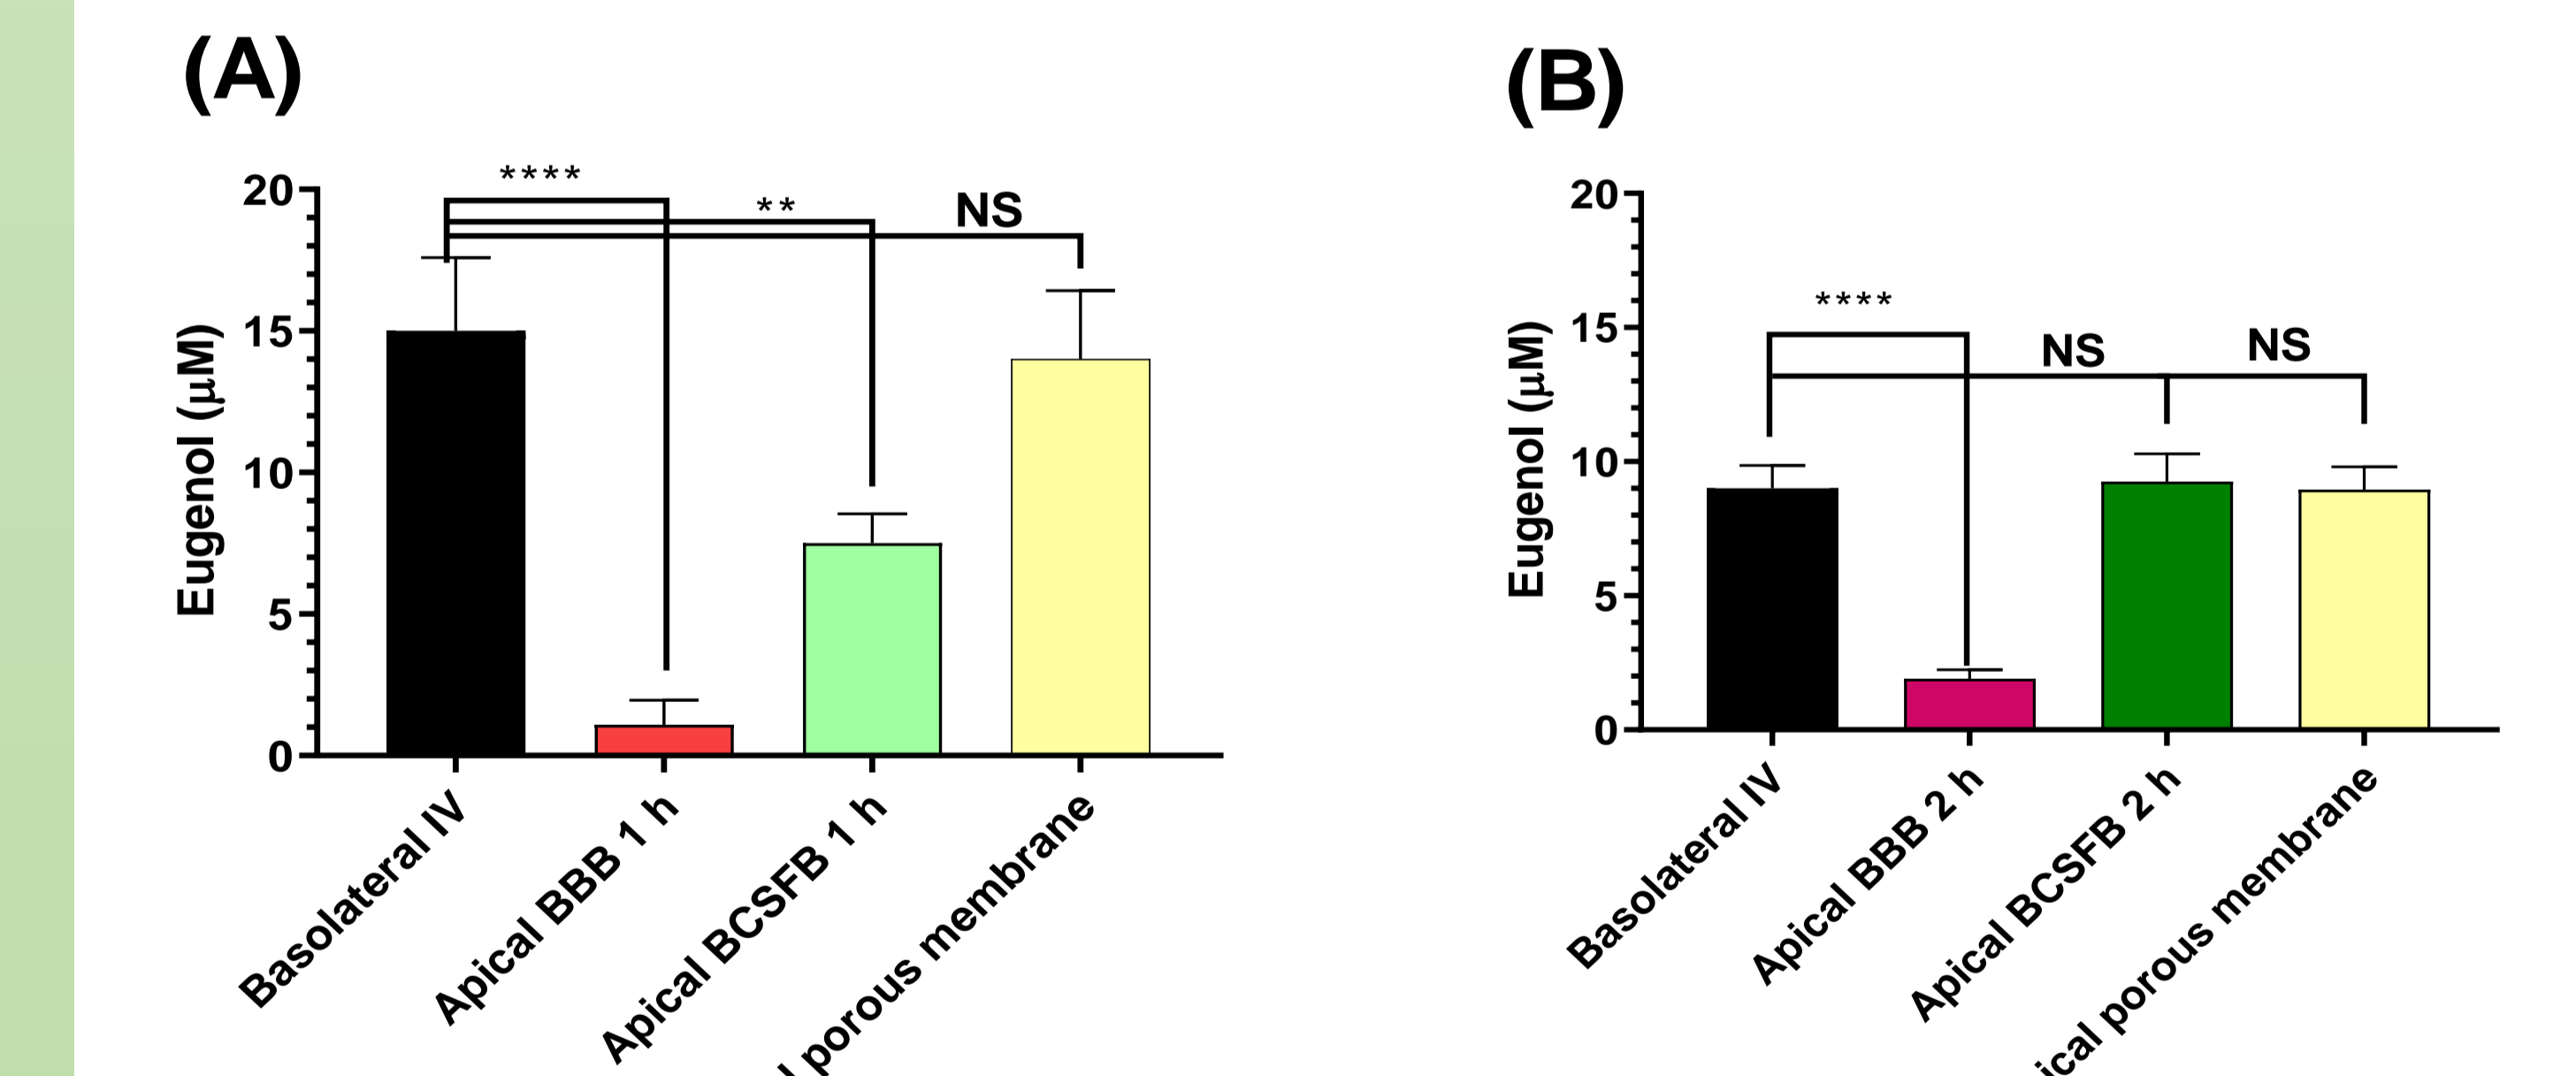 (A)
20
15
10
5
0
Eugenol (μM)
****
**
NS
Basolateral IV
Apical BBB 1 h
Apical BCSFB 1 h
porous membrane
(B)
20
15
10
5
0
Eugenol (μM)
****
NS
NS
Basolateral IV
Apical BBB 2 h
Apical BCSFB 2 h
porous membrane